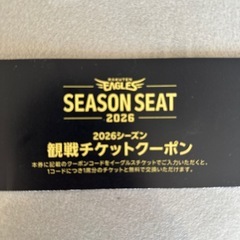 RAKUTEN
EAGLES
SEASON SEAT
2026
2026シーズン
観戦チケットクーポン
本券に記載のクーポンコードをイーグルスチケットでご入力いただくと、
1コードにつき1席分のチケットと無料で交換いただけます。